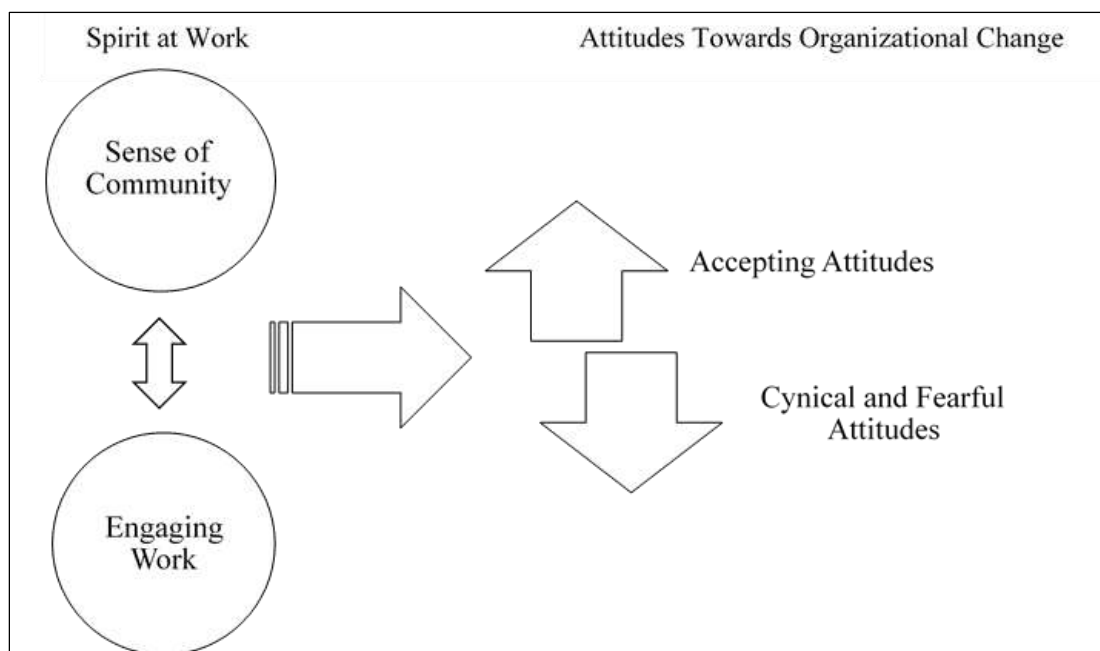 Spirit at Work
Attitudes Towards Organizational Change
Sense of
Community
Accepting Attitudes
Cynical and Fearful
Attitudes
Engaging
Work